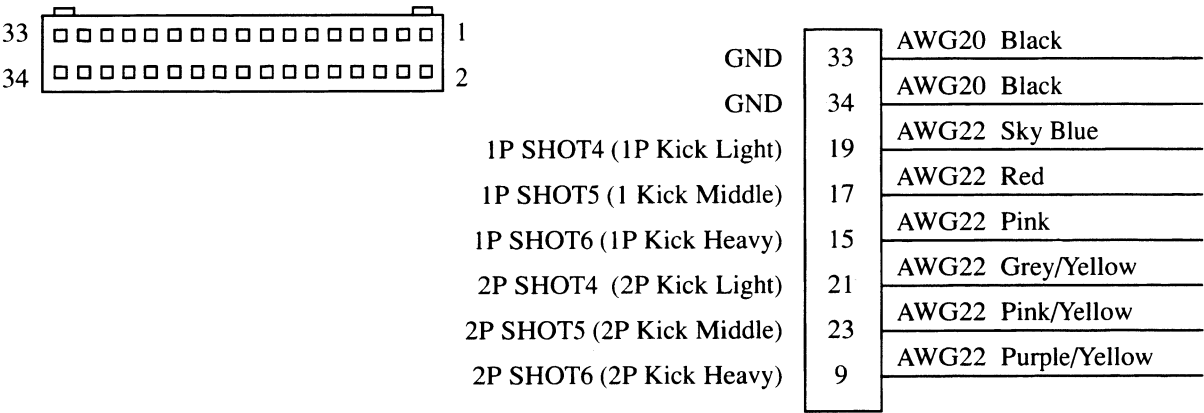 33 1
34 2
GND 33 AWG20 Black
GND 34 AWG20 Black
1P SHOT4 (1P Kick Light) 19 AWG22 Sky Blue
1P SHOT5 (1 Kick Middle) 17 AWG22 Red
1P SHOT6 (1P Kick Heavy) 15 AWG22 Pink
2P SHOT4 (2P Kick Light) 21 AWG22 Grey/Yellow
2P SHOT5 (2P Kick Middle) 23 AWG22 Pink/Yellow
2P SHOT6 (2P Kick Heavy) 9 AWG22 Purple/Yellow